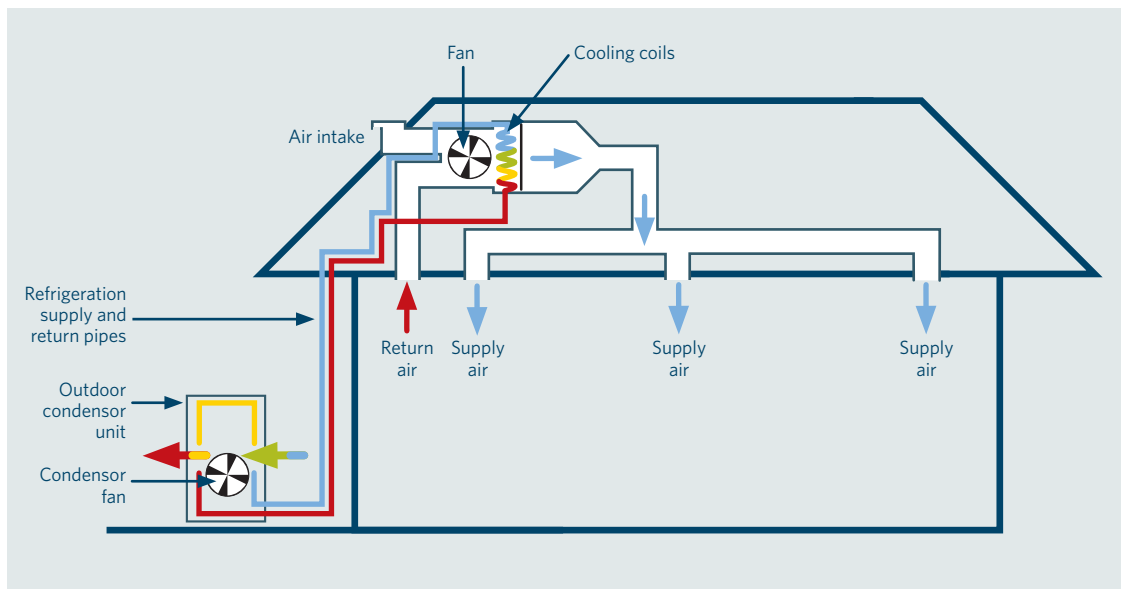 Fan
Cooling coils
Air intake
Refrigeration
supply and
return pipes
Return
air
Supply
air
Supply
air
Supply
air
Outdoor
condensor
unit
Condensor
fan